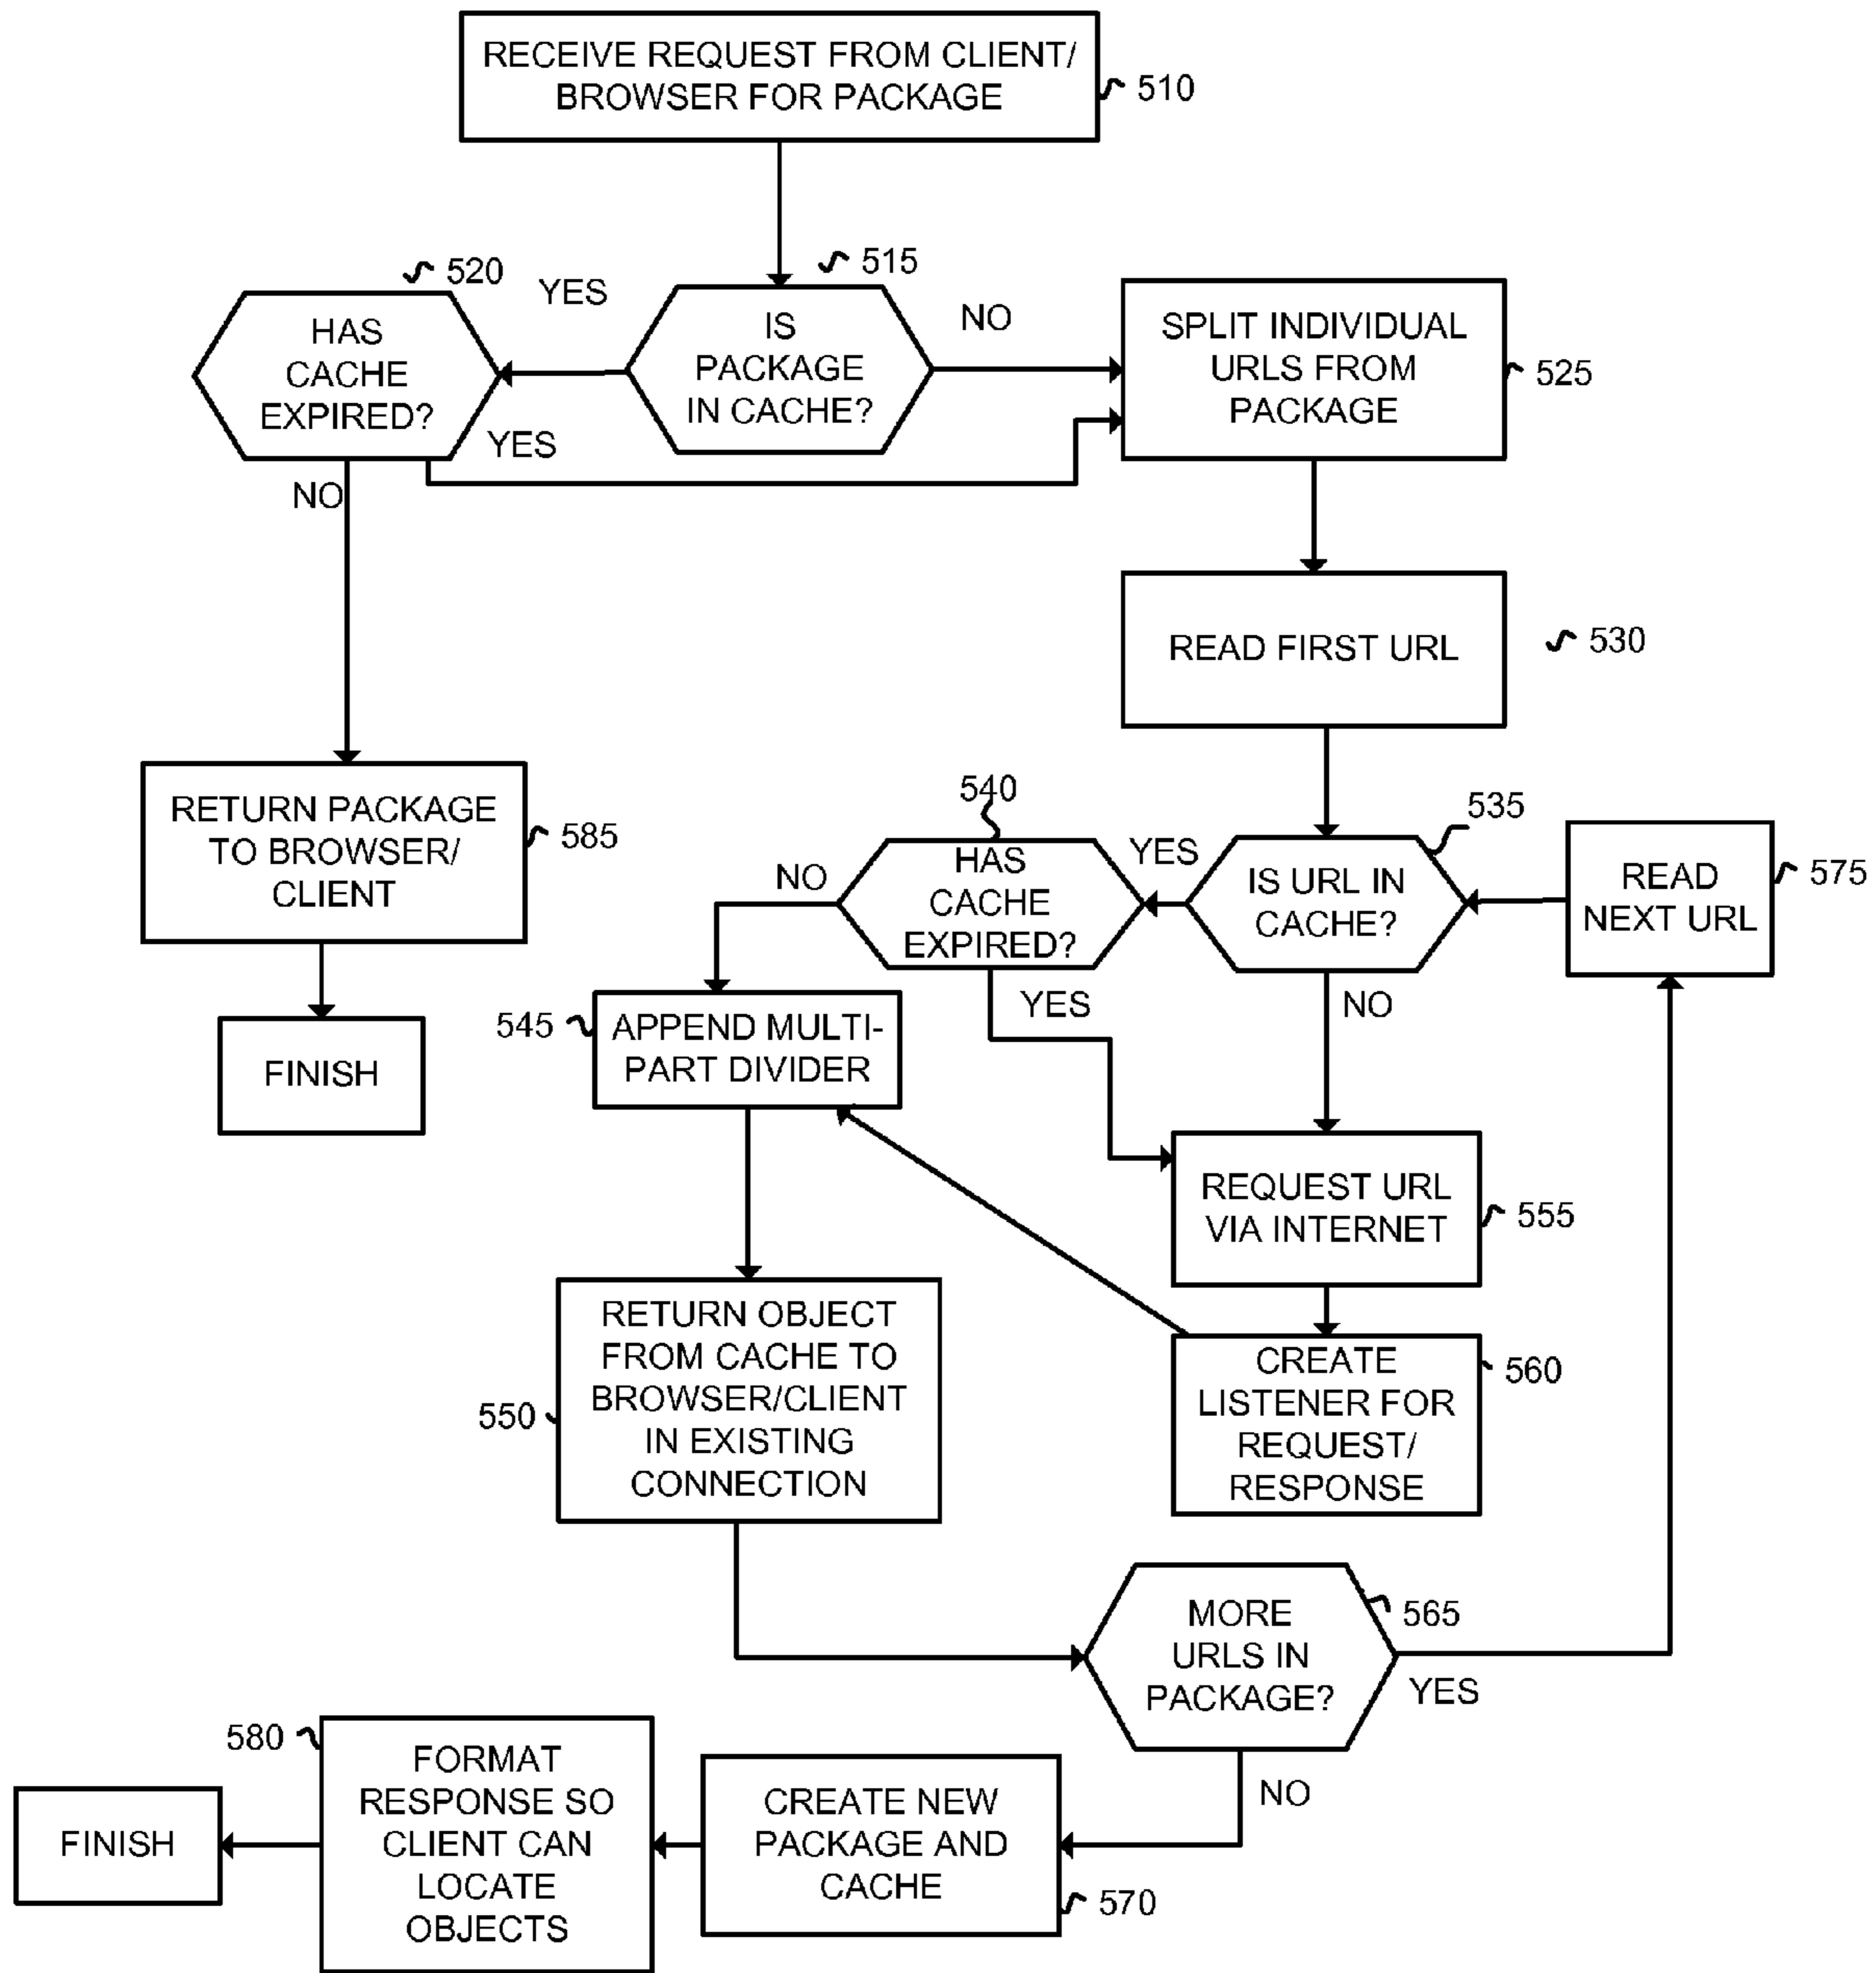 RECEIVE REQUEST FROM CLIENT/
BROWSER FOR PACKAGE
510
515
520
YES
NO
IS
PACKAGE
IN CACHE?
HAS
CACHE
EXPIRED?
YES
NO
SPLIT INDIVIDUAL
URLS FROM
PACKAGE
525
READ FIRST URL
530
RETURN PACKAGE
TO BROWSER/
CLIENT
585
FINISH
540
535
HAS
CACHE
EXPIRED?
YES
NO
IS URL IN
CACHE?
READ
NEXT URL
575
YES
NO
545
APPEND MULTI-
PART DIVIDER
REQUEST URL
VIA INTERNET
555
RETURN OBJECT
FROM CACHE TO
BROWSER/CLIENT
IN EXISTING
CONNECTION
550
CREATE
LISTENER FOR
REQUEST/
RESPONSE
560
MORE
URLS IN
PACKAGE?
565
YES
NO
580
FORMAT
RESPONSE SO
CLIENT CAN
LOCATE
OBJECTS
CREATE NEW
PACKAGE AND
CACHE
570
FINISH